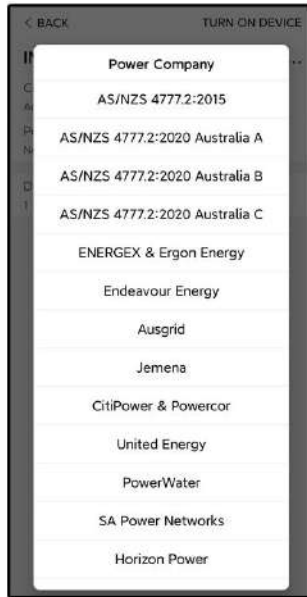 < BACK TURN ON DEVICE
Power Company
AS/NZS 4777.2:2015
AS/NZS 4777.2:2020 Australia A
AS/NZS 4777.2:2020 Australia B
AS/NZS 4777.2:2020 Australia C
ENERGEX & Ergon Energy
Endeavour Energy
Ausgrid
Jemena
CitiPower & Powercor
United Energy
PowerWater
SA Power Networks
Horizon Power